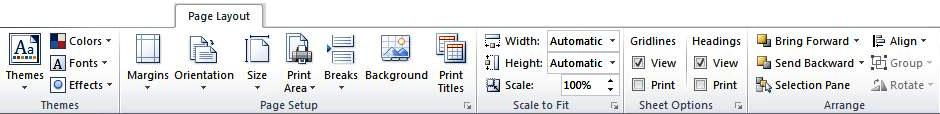 Page Layout
Aa
Themes
Colors
A Fonts
Effects
Themes
Margins
Orientation
Size
Print
Area
Breaks
Background
Print
Titles
Page Setup
Width: Automatic
Height: Automatic
Scale: 100%
Scale to Fit
Gridlines
View
Print
Headings
View
Print
Sheet Options
Bring Forward
Send Backward
Selection Pane
Align
Group
Rotate
Arrange